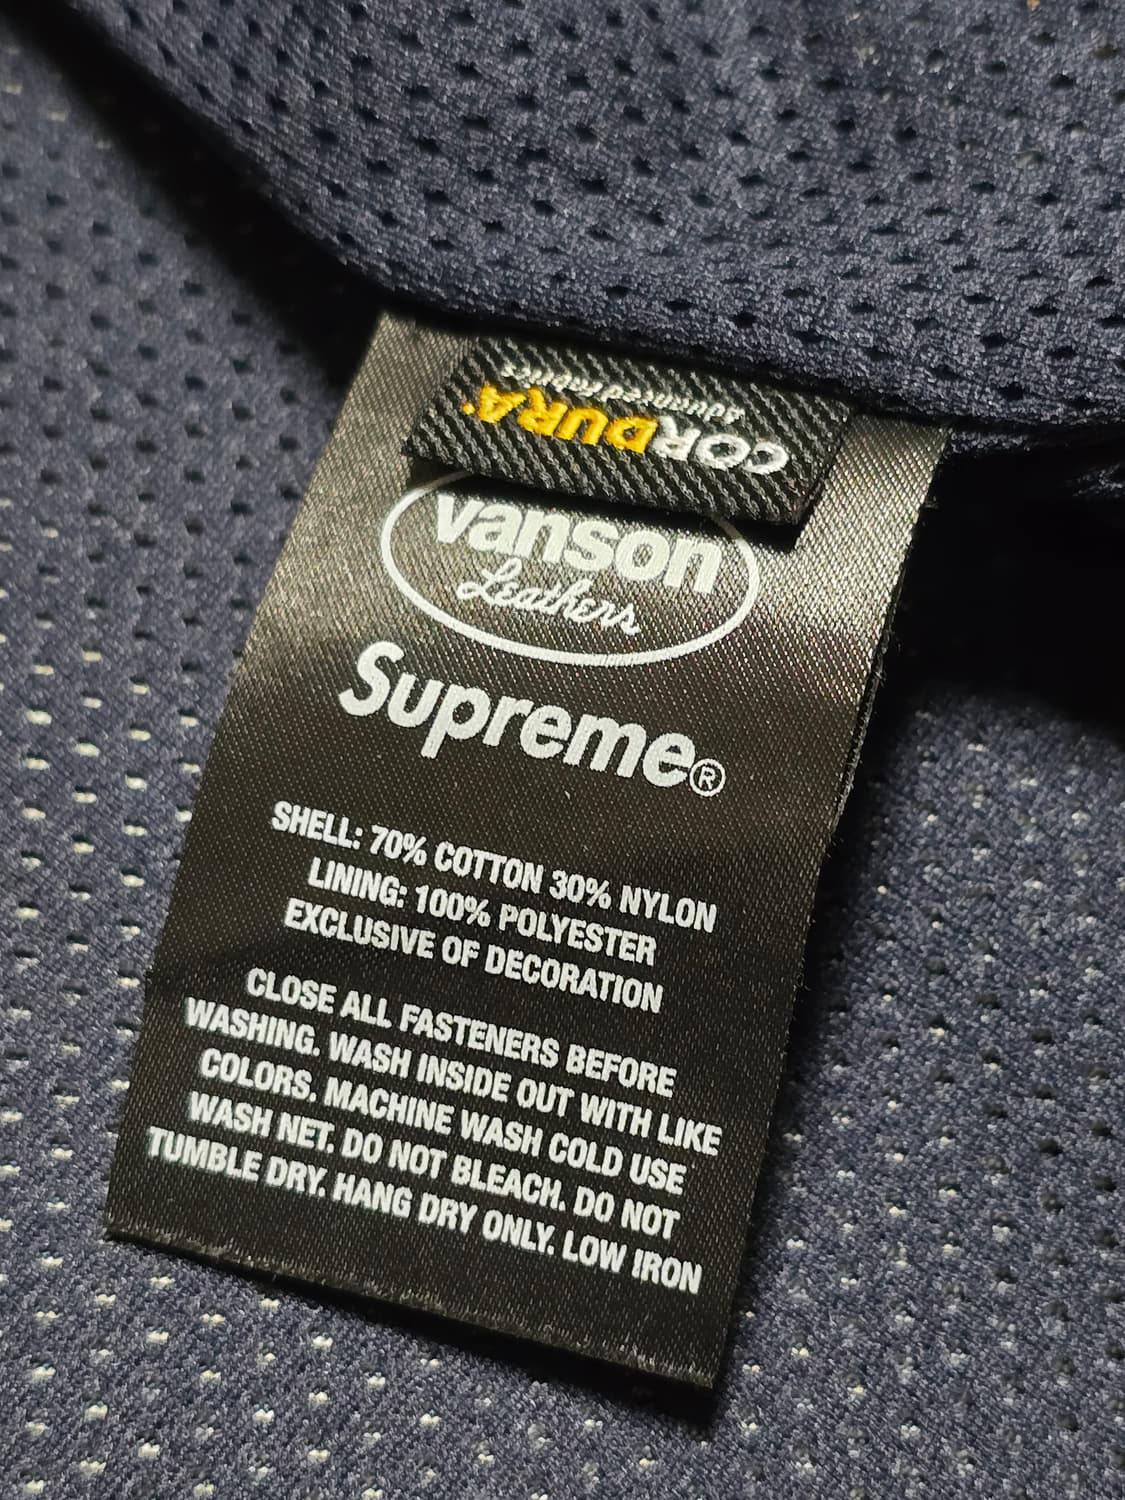 CORDURA®
Advanced Fabrics
vanson
Leathers
Supreme®
SHELL: 70% COTTON 30% NYLON
LINING: 100% POLYESTER
EXCLUSIVE OF DECORATION
CLOSE ALL FASTENERS BEFORE
WASHING. WASH INSIDE OUT WITH LIKE
COLORS. MACHINE WASH COLD USE
WASH NET. DO NOT BLEACH. DO NOT
TUMBLE DRY. HANG DRY ONLY. LOW IRON